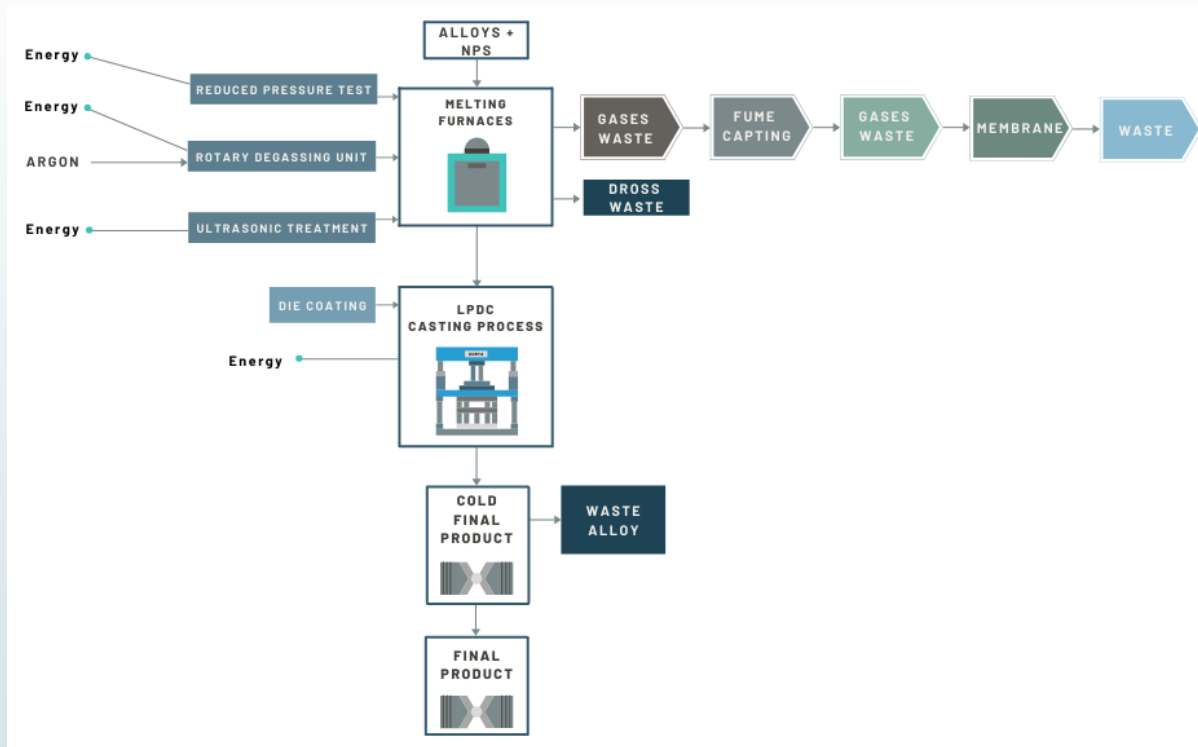 ALLOYS +
NPS
Energy
REDUCED PRESSURE TEST
Energy
ARGON
ROTARY DEGASSING UNIT
Energy
ULTRASONIC TREATMENT
MELTING
FURNACES
GASES
WASTE
FUME
CAPTING
GASES
WASTE
MEMBRANE
WASTE
DROSS
WASTE
DIE COATING
Energy
LPDC
CASTING PROCESS
COLD
FINAL
PRODUCT
WASTE
ALLOY
FINAL
PRODUCT